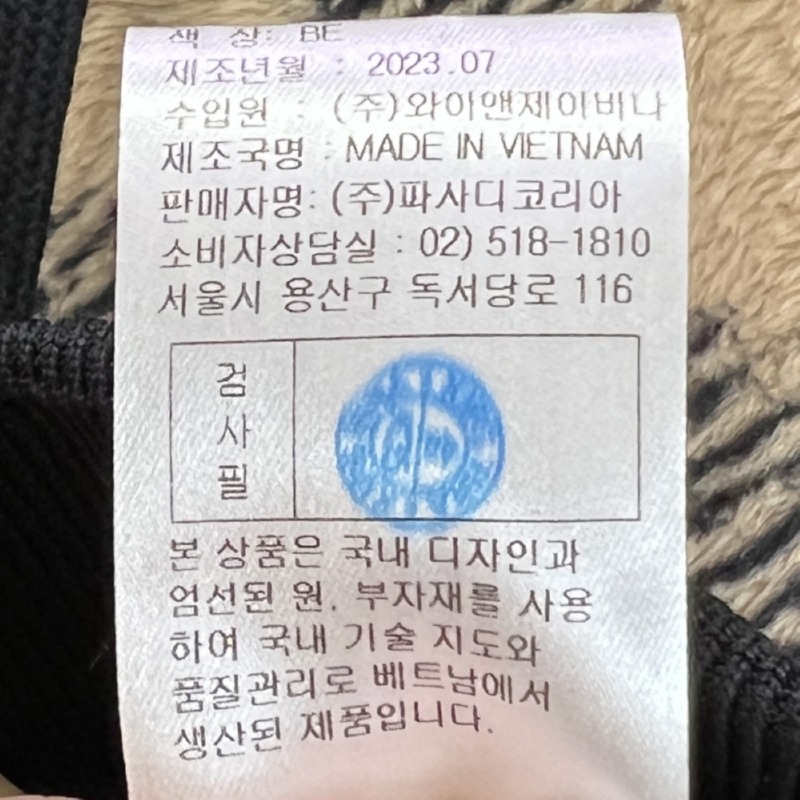 색 상: BE
제조년월 : 2023.07
수입원 : (주)와이앤제이비나
제조국명 : MADE IN VIETNAM
판매자명: (주)파사디코리아
소비자상담실 : 02) 518-1810
서울시 용산구 독서당로 116
검
사
필
본 상품은 국내 디자인과
엄선된 원, 부자재를 사용
하여 국내 기술 지도와
품질관리로 베트남에서
생산된 제품입니다.